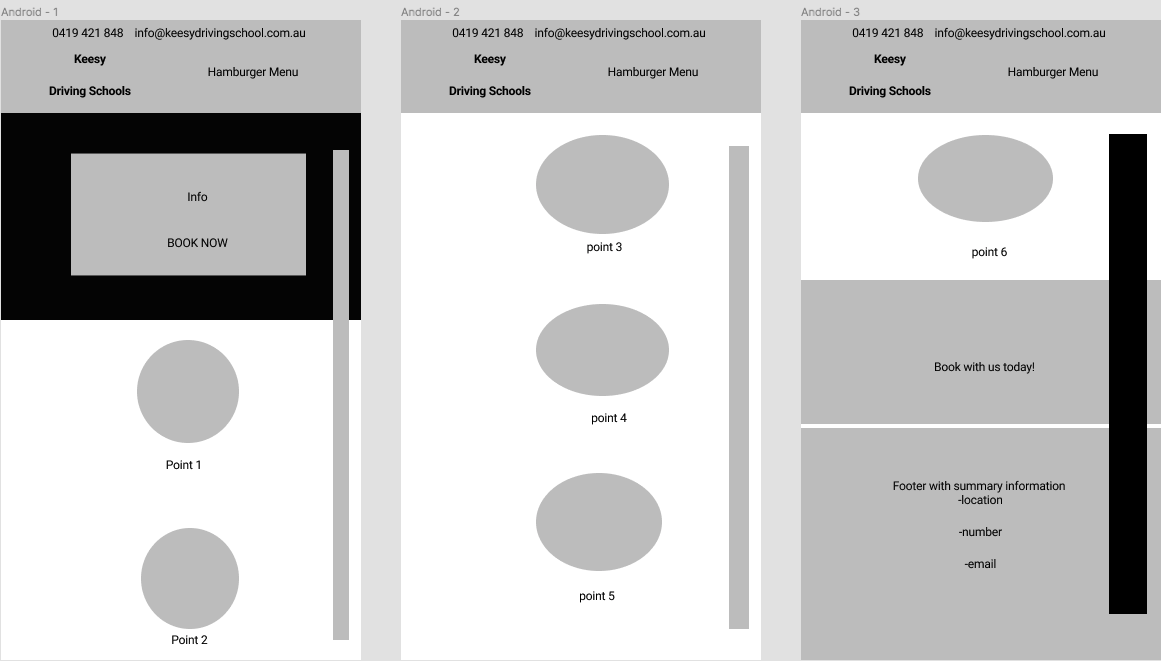 Android - 1
0419 421 848 info@keesydrivingschool.com.au
Keesy
Hamburger Menu
Driving Schools
Info
BOOK NOW
Point 1
Point 2
Android - 2
0419 421 848 info@keesydrivingschool.com.au
Keesy
Hamburger Menu
Driving Schools
point 3
point 4
point 5
Android - 3
0419 421 848 info@keesydrivingschool.com.au
Keesy
Hamburger Menu
Driving Schools
point 6
Book with us today!
Footer with summary information
-location
-number
-email